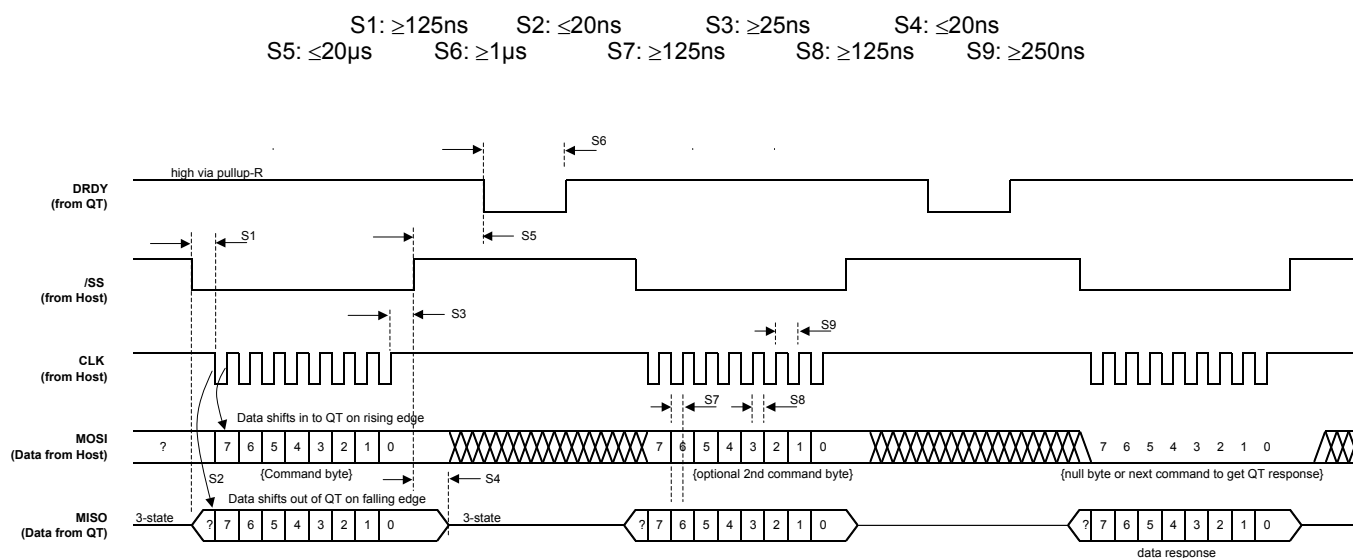 S1: ≥125ns S2: ≤20ns S3: ≥25ns S4: ≤20ns
S5: ≤20µs S6: ≥1µs S7: ≥125ns S8: ≥125ns S9: ≥250ns
S6
high via pullup-R
DRDY
(from QT)
S1
S5
/SS
(from Host)
S3
S9
CLK
(from Host)
S7
S8
Data shifts in to QT on rising edge
MOSI
(Data from Host)
? 7 6 5 4 3 2 1 0 7 6 5 4 3 2 1 0 7 6 5 4 3 2 1 0
{Command byte} {optional 2nd command byte} {null byte or next command to get QT response}
S2
S4
Data shifts out of QT on falling edge
MISO
(Data from QT)
3-state ? 7 6 5 4 3 2 1 0 3-state ? 7 6 5 4 3 2 1 0 ? 7 6 5 4 3 2 1 0
data response